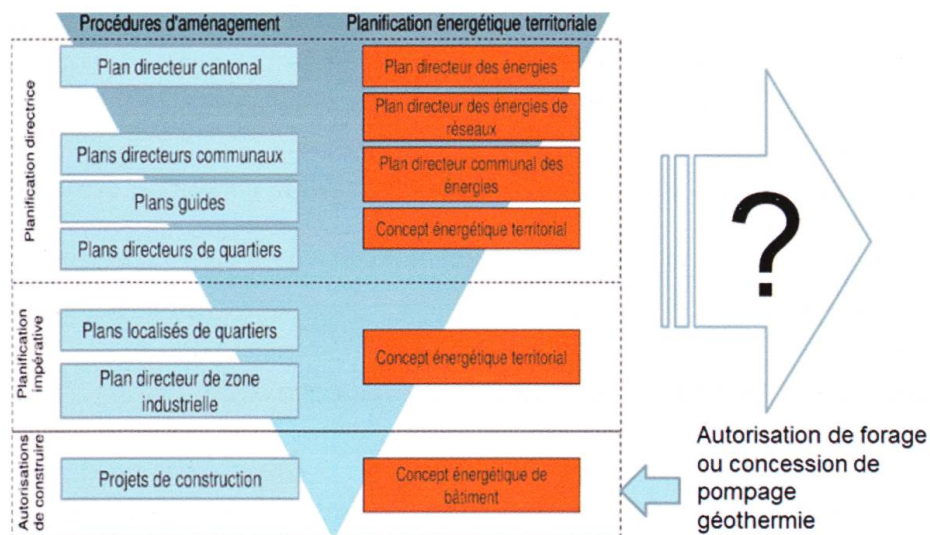 Procédures d'aménagement
Planification énergétique territoriale
Planification directrice
Plan directeur cantonal
Plan directeur des énergies
Plan directeur des énergies de
réseaux
Plans directeurs communaux
Plan directeur communal des
énergies
Plans guides
Concept énergétique territorial
Plans directeurs de quartiers
Planification
impérative
Plans localisés de quartiers
Concept énergétique territorial
Plan directeur de zone
industrielle
Autorisations
de construire
Projets de construction
Concept énergétique de
bâtiment
?
Autorisation de forage
ou concession de
pompage
géothermie